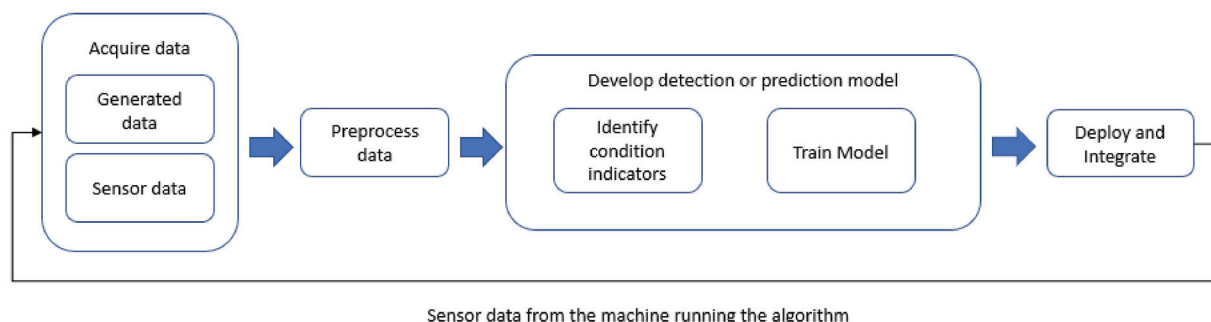 Acquire data
Generated
data
Sensor data
Preprocess
data
Develop detection or prediction model
Identify
condition
indicators
Train Model
Deploy and
Integrate
Sensor data from the machine running the algorithm